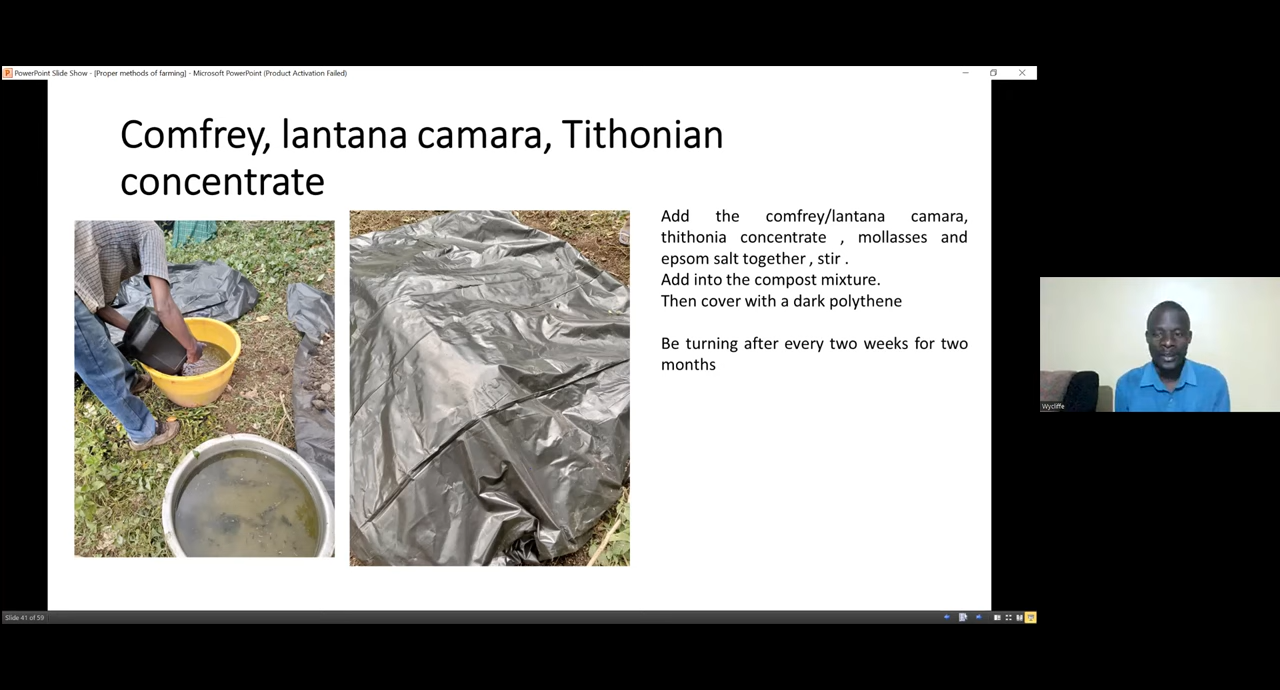 PowerPoint Slide Show - [Proper methods of farming] - Microsoft PowerPoint (Product Activation Failed)
Comfrey, lantana camara, Tithonian
concentrate
Add the comfrey/lantana camara,
thithonia concentrate , mollasses and
epsom salt together , stir .
Add into the compost mixture.
Then cover with a dark polythene
Be turning after every two weeks for two
months
Wycliffe
Slide 41 of 59